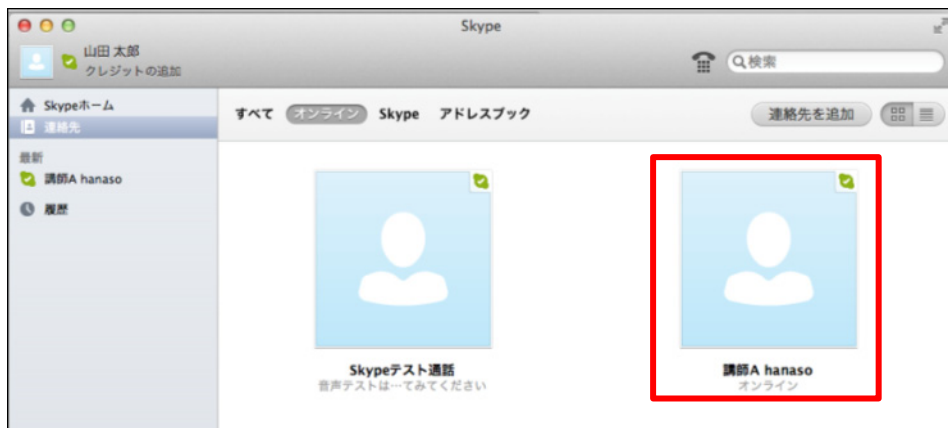 Skype
山田 太郎
クレジットの追加
検索
Skypeホーム
連絡先
最新
講師A hanaso
履歴
すべて オンライン Skype アドレスブック 連絡先を追加
Skypeテスト通話
音声テストは…てみてください
講師A hanaso
オンライン